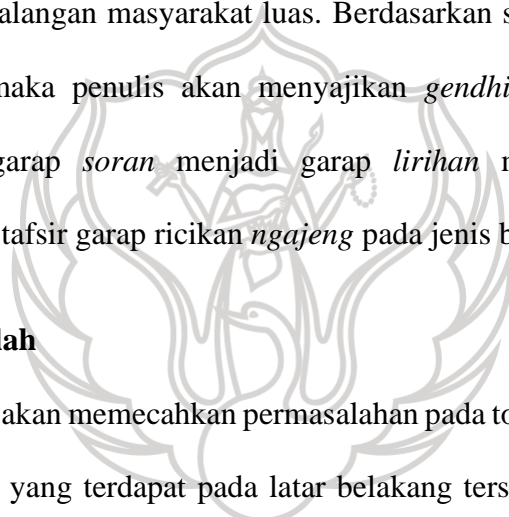 alangan masyarakat luas. Berdasarkan s
maka penulis akan menyajikan gendhi
garap soran menjadi garap lirihan
tafsir garap ricikan ngajeng pada jenis b
lah
akan memecahkan permasalahan pada to
yang terdapat pada latar belakang ters